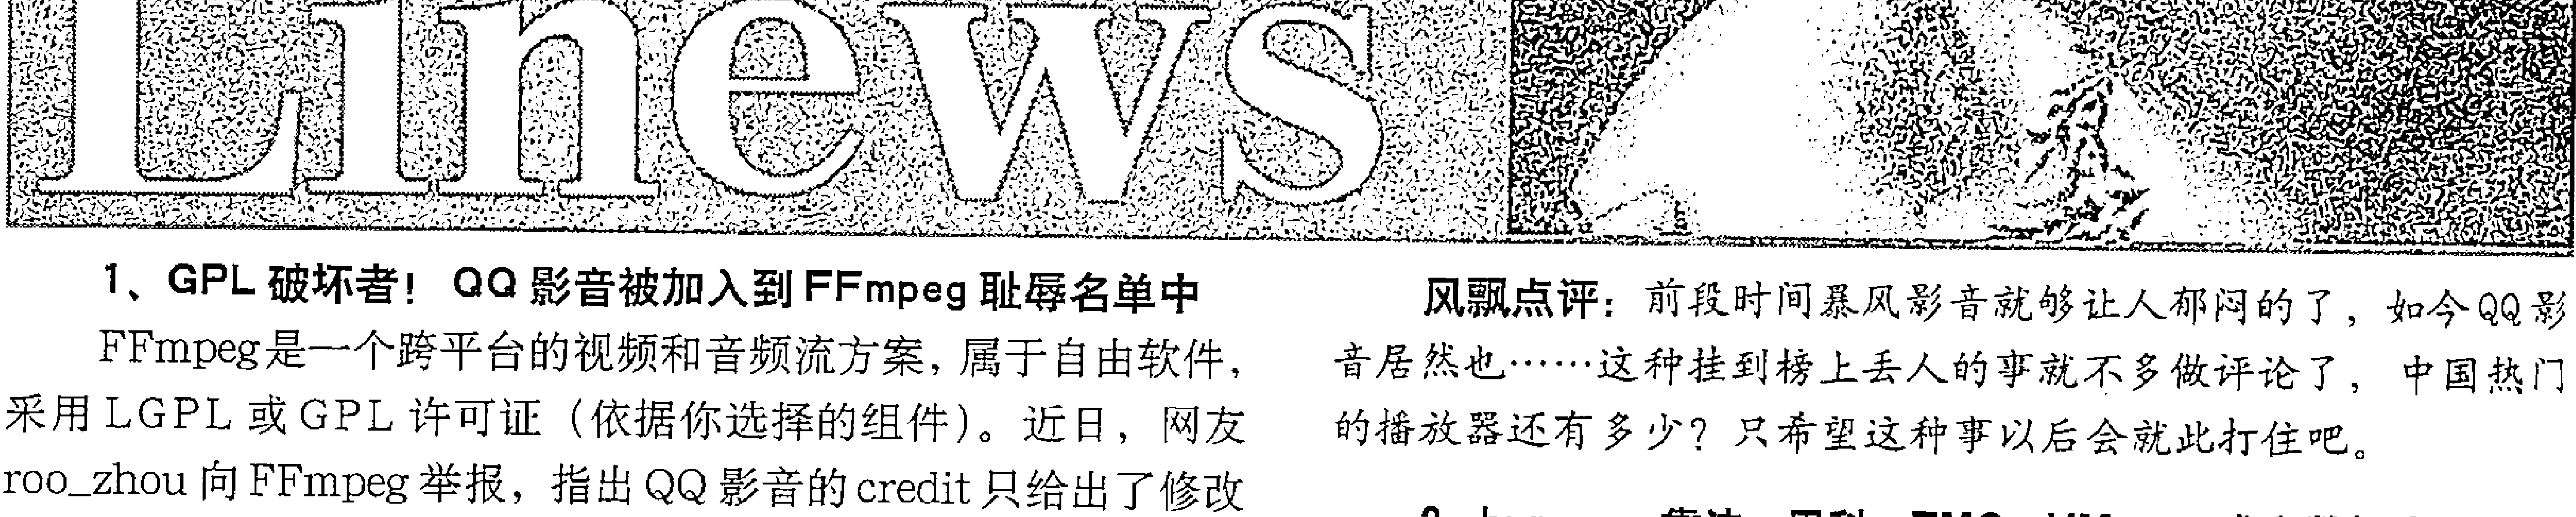 Linews
1、GPL 破坏者！ QQ 影音被加入到 FFmpeg 耻辱名单中
FFmpeg是一个跨平台的视频和音频流方案，属于自由软件，
采用 LGPL 或 GPL 许可证（依据你选择的组件）。近日，网友
roo_zhou 向 FFmpeg 举报，指出 QQ 影音的 credit 只给出了修改
风飘点评：前段时间暴风影音就够让人郁闷的了，如今 QQ 影
音居然也……这种挂到榜上丢人的事就不多做评论了，中国热门
的播放器还有多少？只希望这种事以后会就此打住吧。